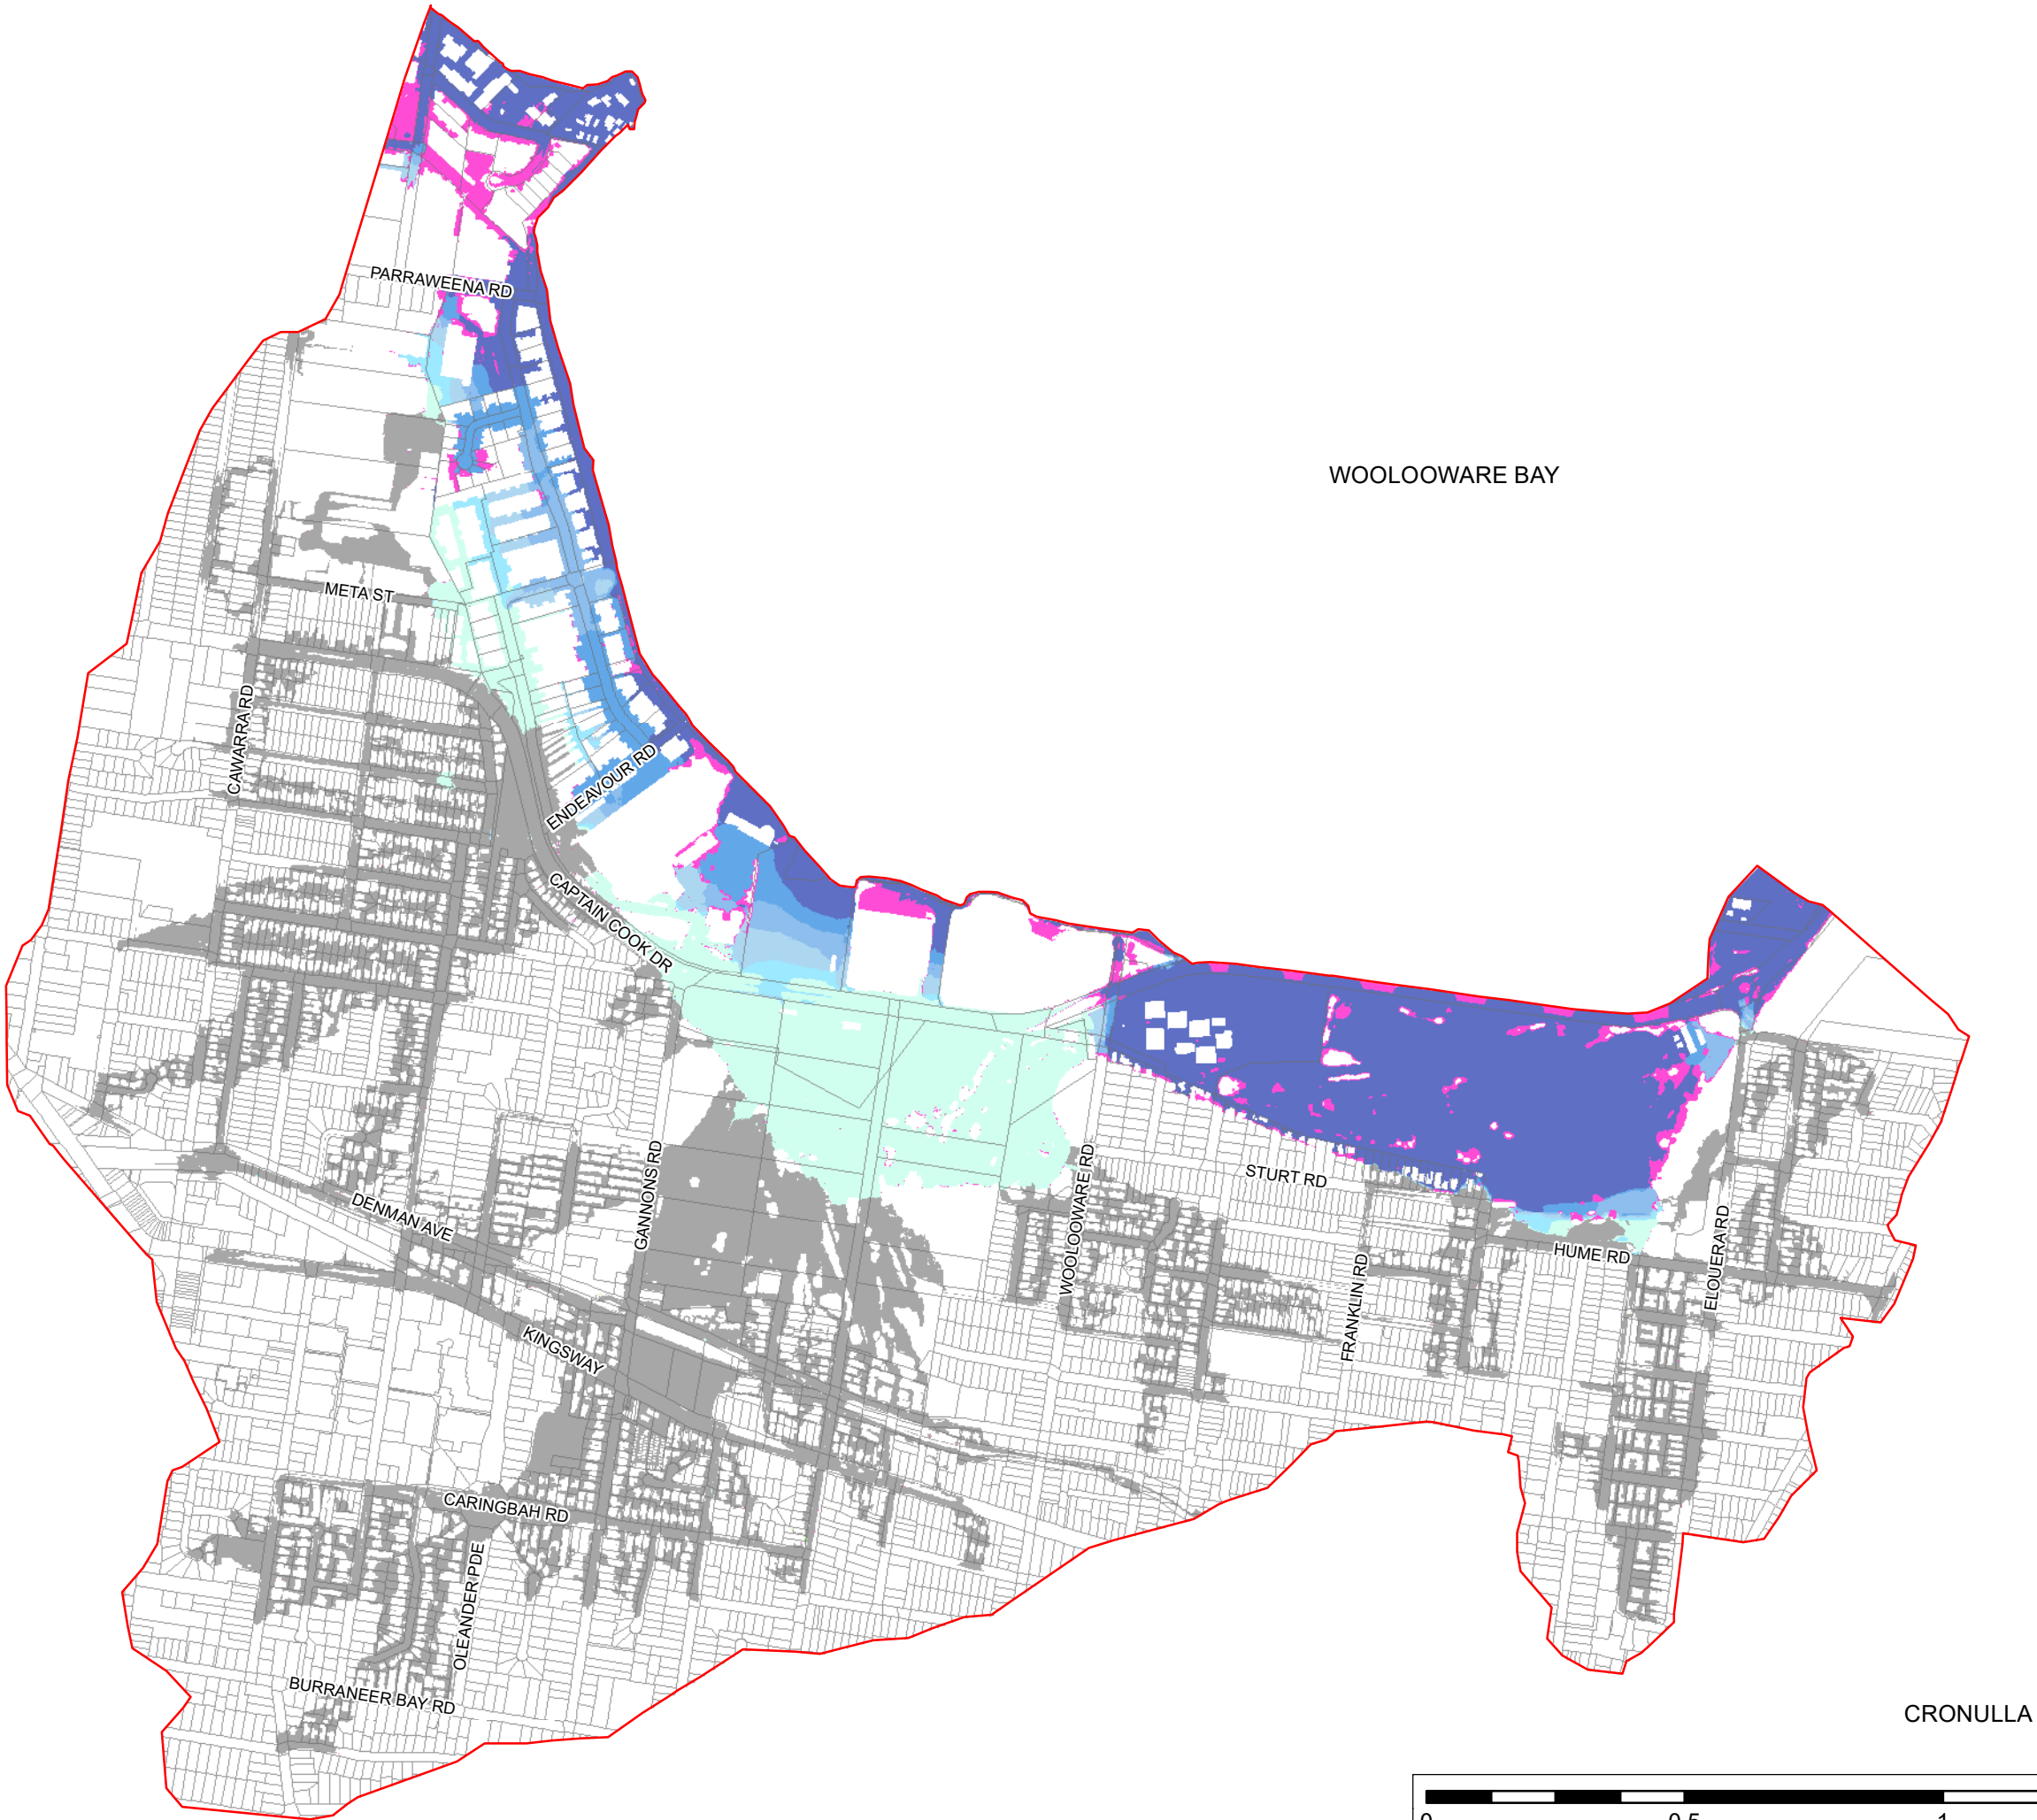 PARRAWEENA RD
WOOLOOWARE BAY
META ST
CAWARRA RD
ENDEAVOUR RD
CAPTAIN COOK DR
GANNONS RD
WOOLOOWARE RD
STURT RD
DENMAN AVE
FRANKLIN RD
HUME RD
ELOUERA RD
KINGSWAY
CARINGBAH RD
OLEANDER PDE
BURRANEER BAY RD
CRONULLA
0 0.5 1